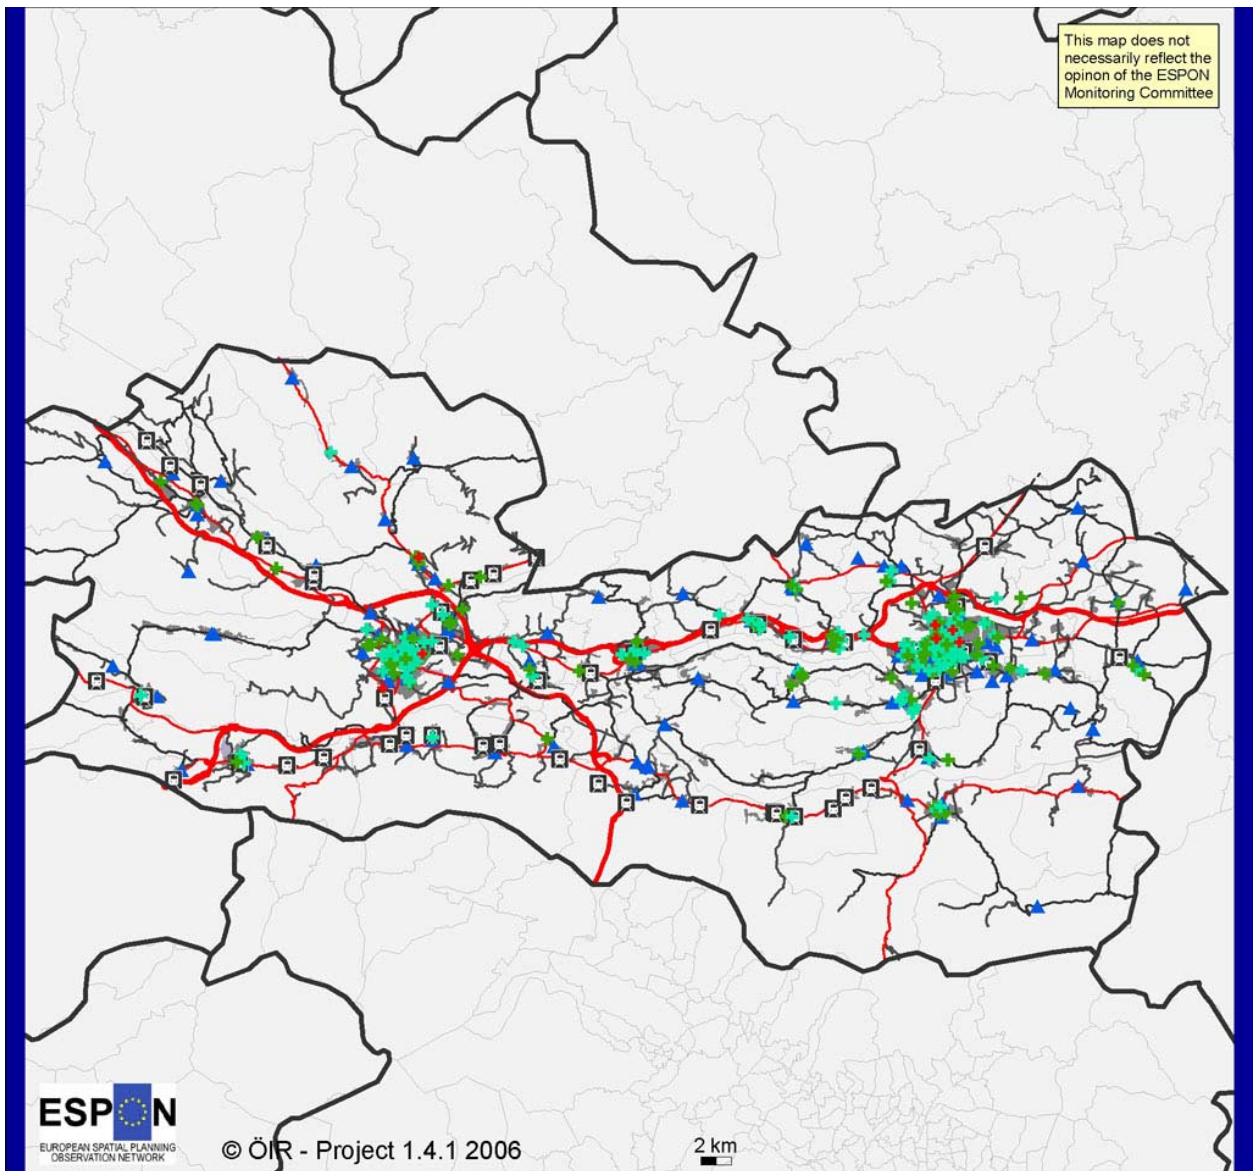 This map does not
necessarily reflect the
opinon of the ESPON
Monitoring Committee
ESPON
EUROPEAN SPATIAL PLANNING
OBSERVATION NETWORK
© ÖIR - Project 1.4.1 2006
2 km